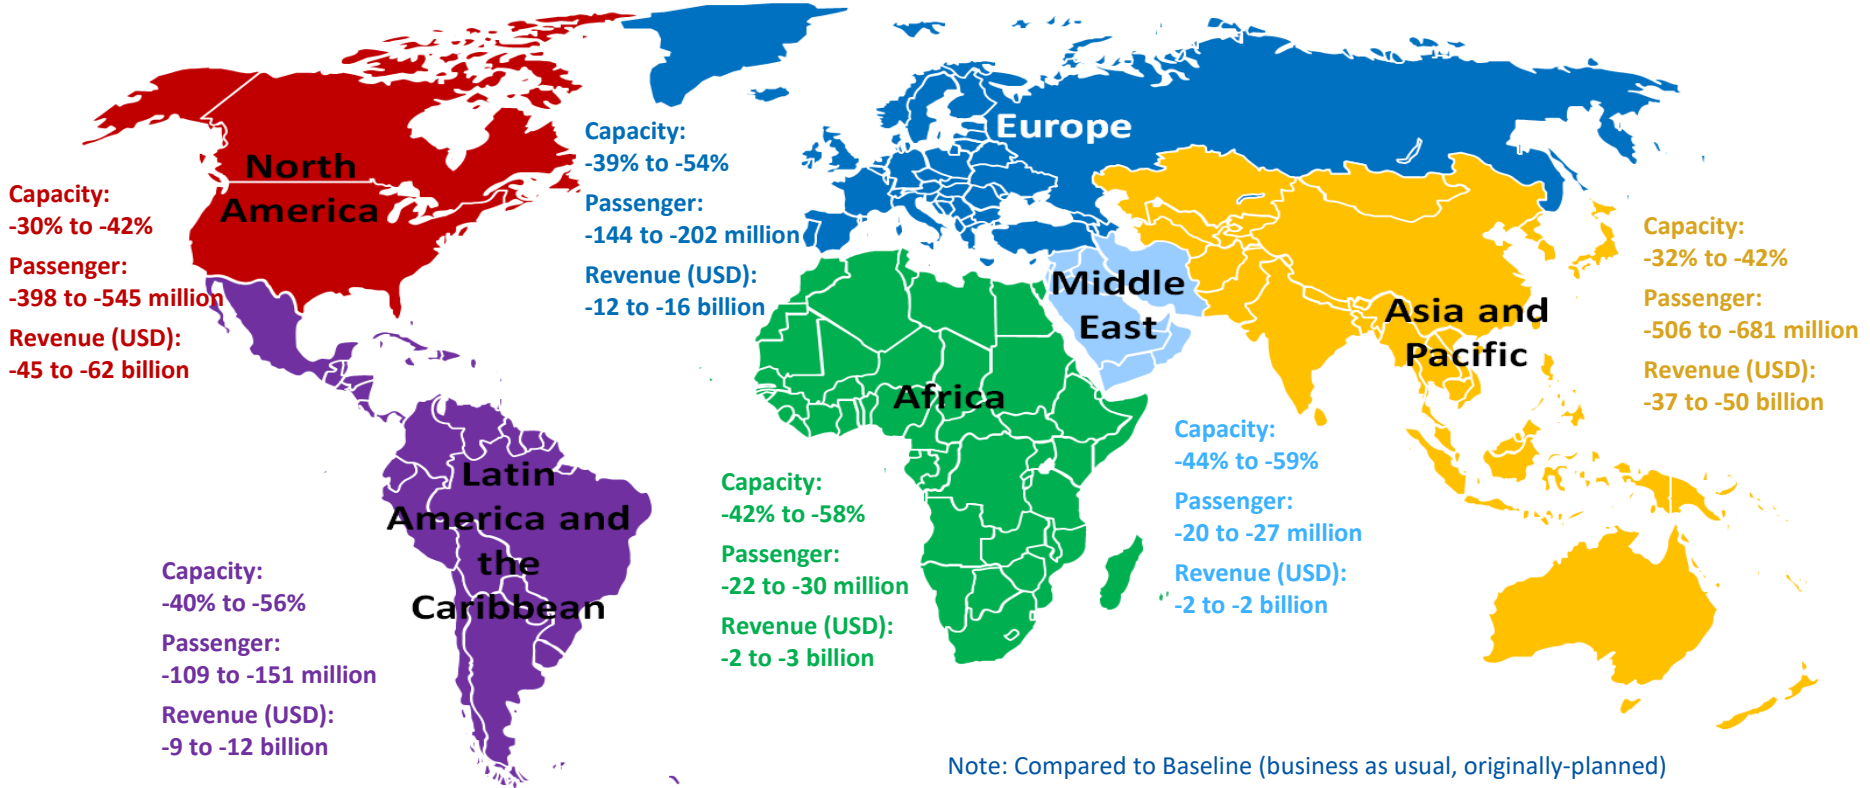 North
America
Capacity:
-30% to -42%
Passenger:
-398 to -545 million
Revenue (USD):
-45 to -62 billion
Capacity:
-39% to -54%
Passenger:
-144 to -202 million
Revenue (USD):
-12 to -16 billion
Europe
Middle
East
Asia and
Pacific
Capacity:
-32% to -42%
Passenger:
-506 to -681 million
Revenue (USD):
-37 to -50 billion
Africa
Latin
America and
the
Caribbean
Capacity:
-40% to -56%
Passenger:
-109 to -151 million
Revenue (USD):
-9 to -12 billion
Capacity:
-42% to -58%
Passenger:
-22 to -30 million
Revenue (USD):
-2 to -3 billion
Capacity:
-44% to -59%
Passenger:
-20 to -27 million
Revenue (USD):
-2 to -2 billion
Note: Compared to Baseline (business as usual, originally-planned)